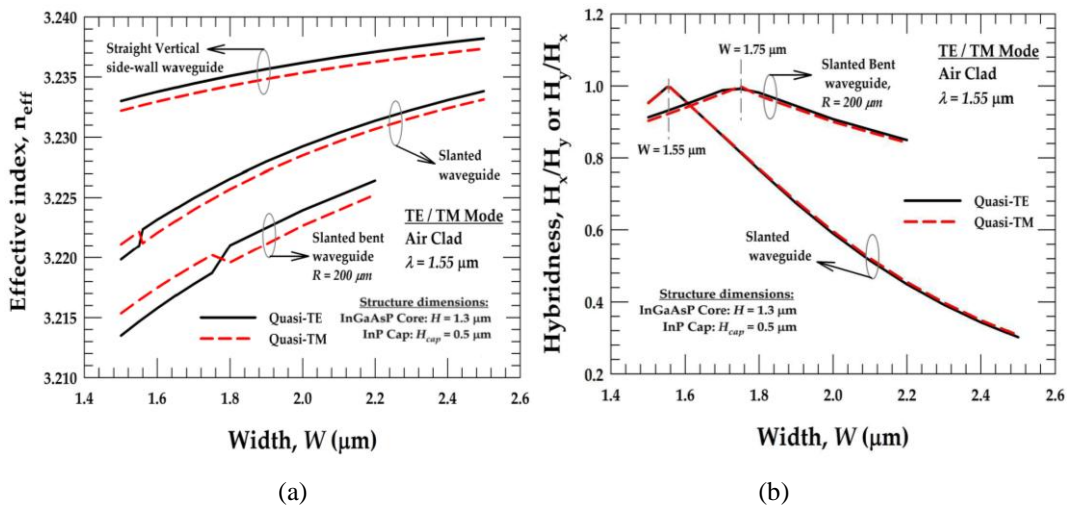 3.240
3.235
3.230
3.225
3.220
3.215
3.210
Effective index, n_eff
Straight Vertical
side-wall waveguide
Slanted
waveguide
Slanted bent
waveguide
R = 200 μm
TE / TM Mode
Air Clad
λ = 1.55 μm
Structure dimensions:
InGaAsP Core: H = 1.3 μm
InP Cap: H_cap = 0.5 μm
Quasi-TE
Quasi-TM
1.4 1.6 1.8 2.0 2.2 2.4 2.6
Width, W (μm)
(a)
1.2
1.0
0.8
0.6
0.4
0.2
Hybridness, H_x/H_y or H_y/H_x
W = 1.75 μm
W = 1.55 μm
Slanted Bent
waveguide,
R = 200 μm
TE / TM Mode
Air Clad
λ = 1.55 μm
Quasi-TE
Quasi-TM
Slanted
waveguide
Structure dimensions:
InGaAsP Core: H = 1.3 μm
InP Cap: H_cap = 0.5 μm
1.4 1.6 1.8 2.0 2.2 2.4 2.6
Width, W (μm)
(b)